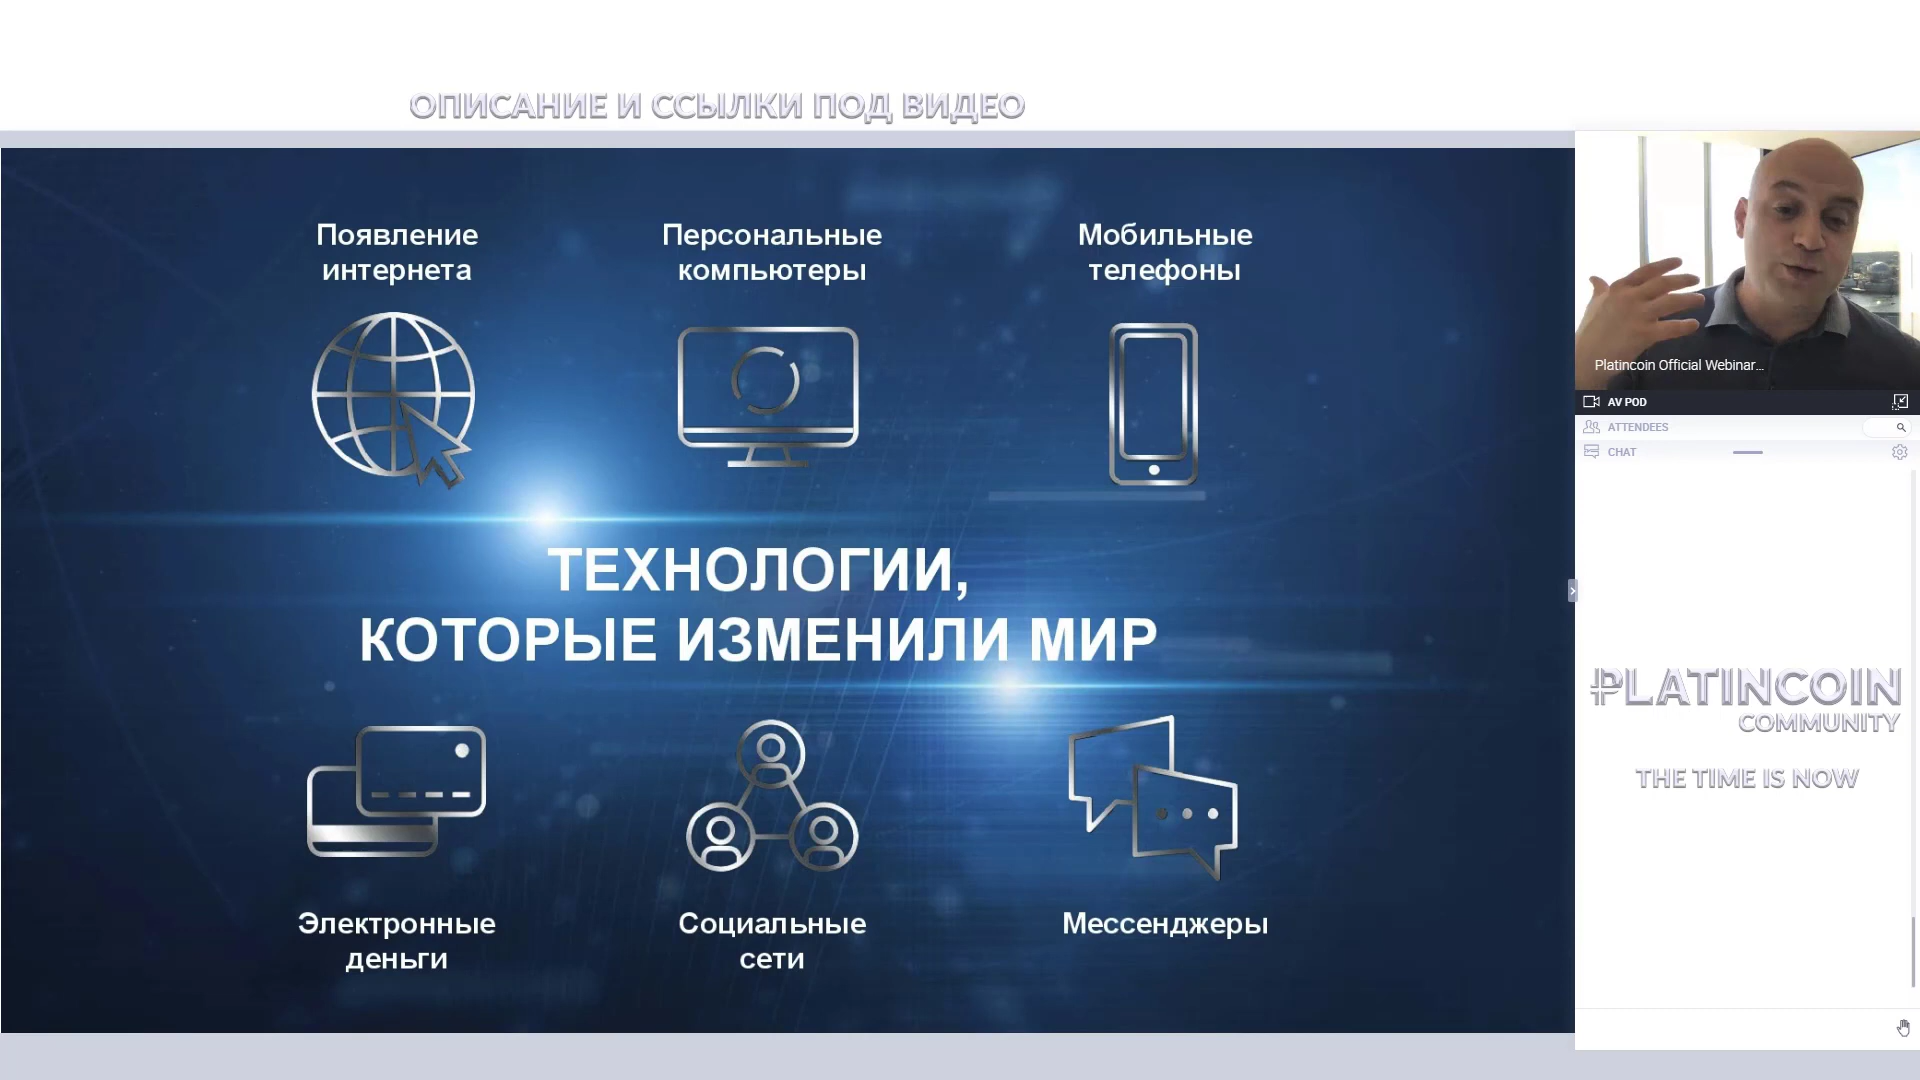 ОПИСАНИЕ И ССЫЛКИ ПОД ВИДЕО
Появление
интернета
Персональные
компьютеры
Мобильные
телефоны
ТЕХНОЛОГИИ,
КОТОРЫЕ ИЗМЕНИЛИ МИР
Электронные
деньги
Социальные
сети
Мессенджеры
Platincoin Official Webinar...
AV POD
ATTENDEES
CHAT
PLATINCOIN
COMMUNITY
THE TIME IS NOW